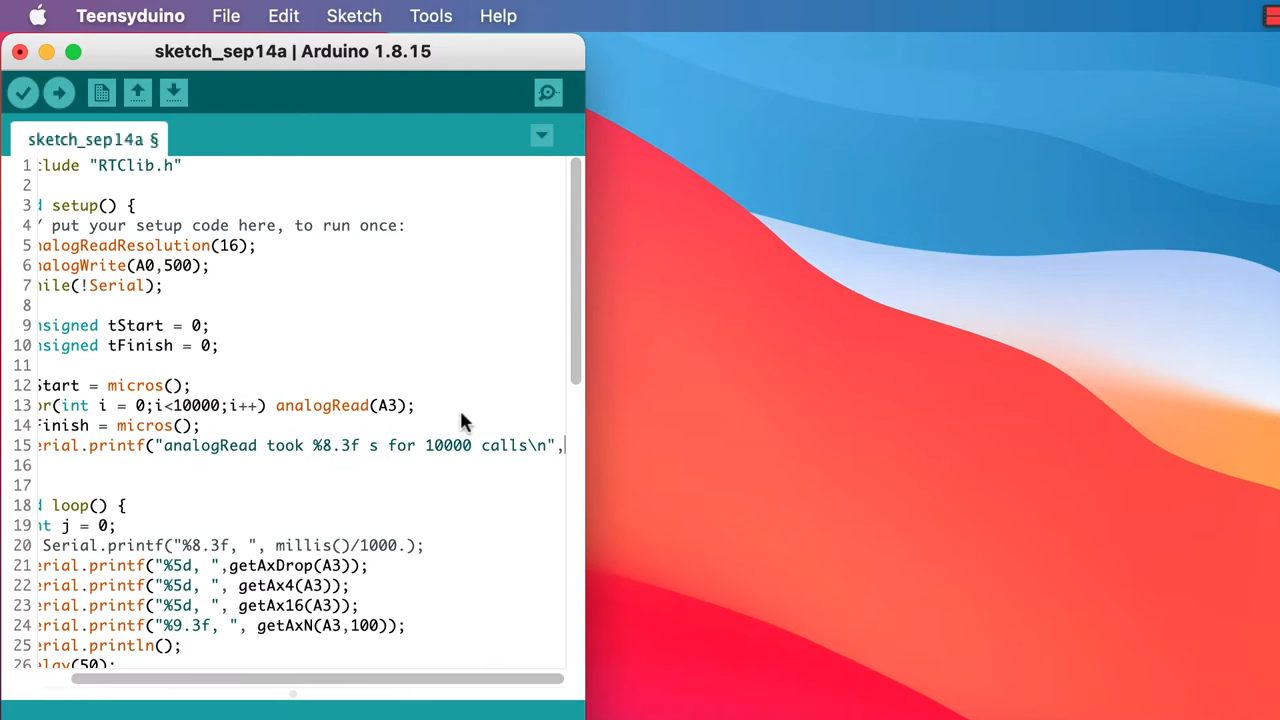 Teensyduino File Edit Sketch Tools Help
sketch_sep14a | Arduino 1.8.15
sketch_sep14a §
1 clude "RTClib.h"
2
3 d setup() {
4 / put your setup code here, to run once:
5 nalogReadResolution(16);
6 nalogWrite(A0,500);
7 hile(!Serial);
8
9 nsigned tStart = 0;
10 nsigned tFinish = 0;
11
12 Start = micros();
13 or(int i = 0;i<10000;i++) analogRead(A3);
14 Finish = micros();
15 erial.printf("analogRead took %8.3f s for 10000 calls\n",
16
17
18 d loop() {
19 nt j = 0;
20 Serial.printf("%8.3f, ", millis()/1000.);
21 erial.printf("%5d, ",getAxDrop(A3));
22 erial.printf("%5d, ", getAx4(A3));
23 erial.printf("%5d, ", getAx16(A3));
24 erial.printf("%9.3f, ", getAxN(A3,100));
25 erial.println();
26 elay(50);